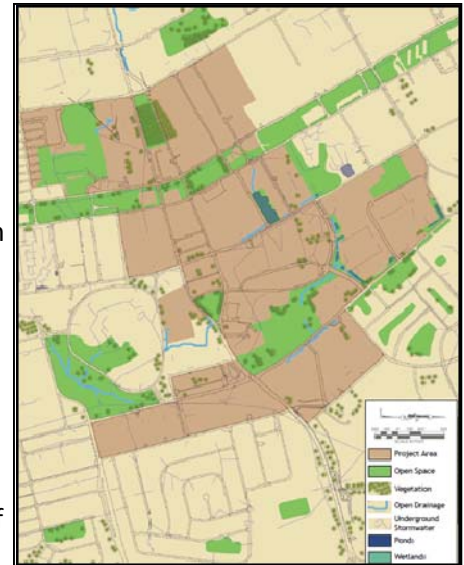 n
f
Project Area
Open Space
Vegetation
Open Drainage
Underground
Stormwater
Ponds
Wetlands